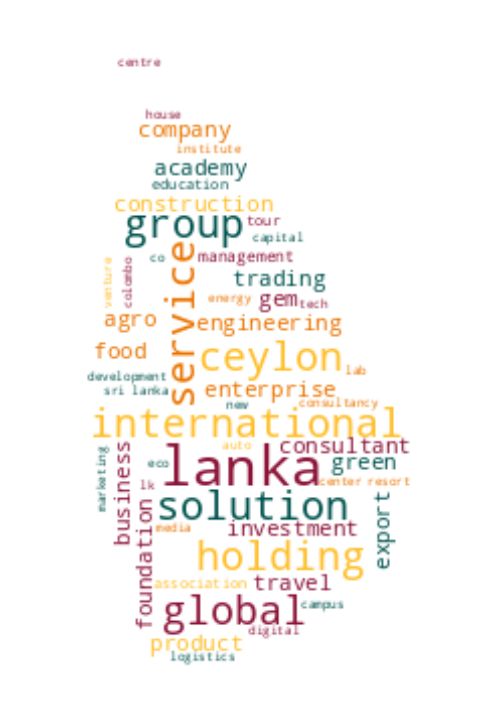 centre
house
company
institute
academy
education
construction
group
tour
capital
service
co
management
venture
colombo
trading
energy
gem
tech
agro
engineering
food
ceylon
lab
development
enterprise
sri lanka
new
consultancy
international
auto
consultant
marketing
business
eco
lanka
green
lk
center resort
solution
export
foundation
media
investment
holding
association
travel
global
campus
digital
product
logistics